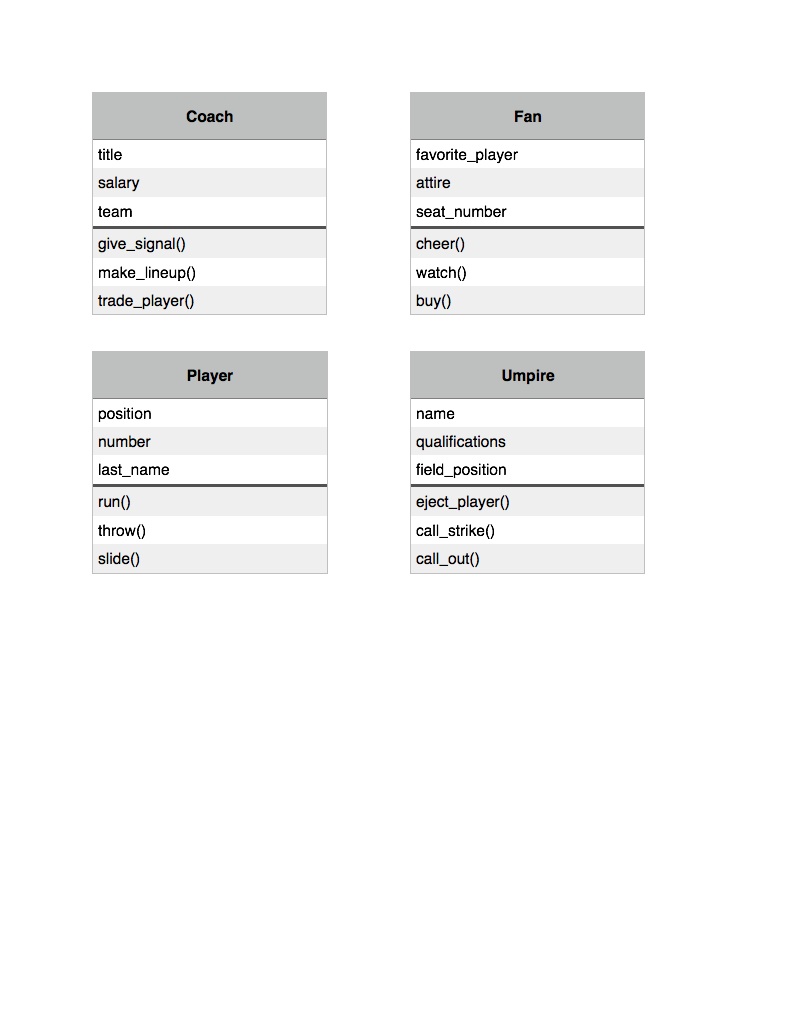 Coach
title
salary
team
give_signal()
make_lineup()
trade_player()
Fan
favorite_player
attire
seat_number
cheer()
watch()
buy()
Player
position
number
last_name
run()
throw()
slide()
Umpire
name
qualifications
field_position
eject_player()
call_strike()
call_out()